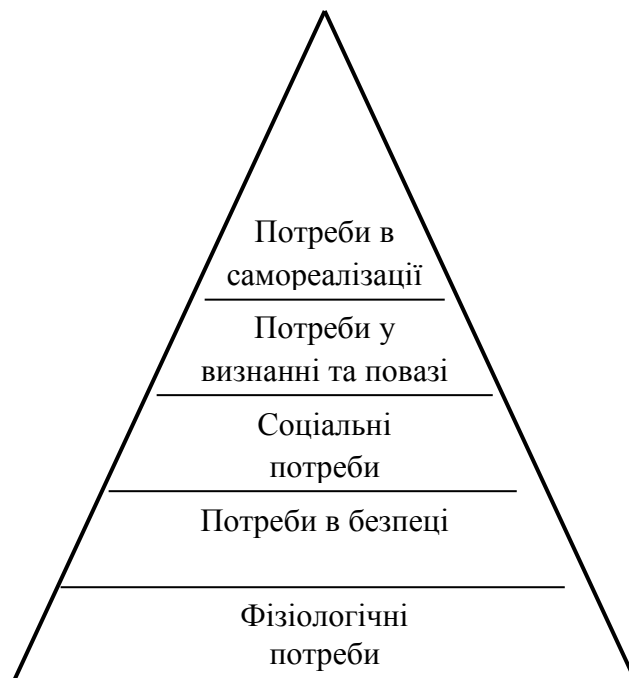 Потреби в
самореалізації
Потреби у
визнанні та повазі
Соціальні
потреби
Потреби в безпеці
Фізіологічні
потреби